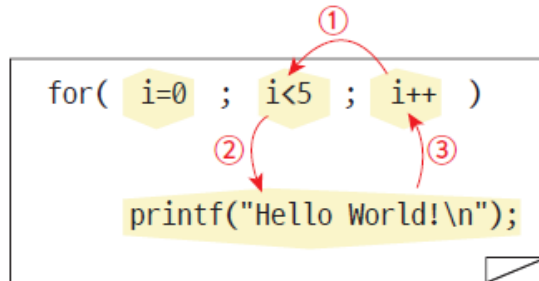 ①
for( i=0 ; i<5 ; i++ )
② ③
printf("Hello World!\n");